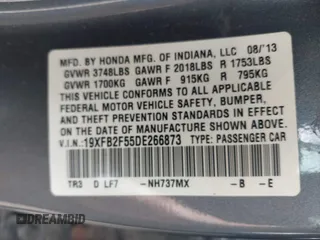 MFD. BY HONDA MFG. OF INDIANA, LLC 08/'13
GVWR 3748LBS GAWR F 2018LBS R 1753LBS
GVWR 1700KG GAWR F 915KG R 795KG
THIS VEHICLE CONFORMS TO ALL APPLICABLE
FEDERAL MOTOR VEHICLE SAFETY, BUMPER,
AND THEFT PREVENTION STANDARDS IN EFFECT
ON THE DATE OF MANUFACTURE SHOWN ABOVE.
V.I.N.: 19XFB2F55DE266873 TYPE: PASSENGER CAR
TR3 D LF7 -NH737MX -B -E
DREAMBID